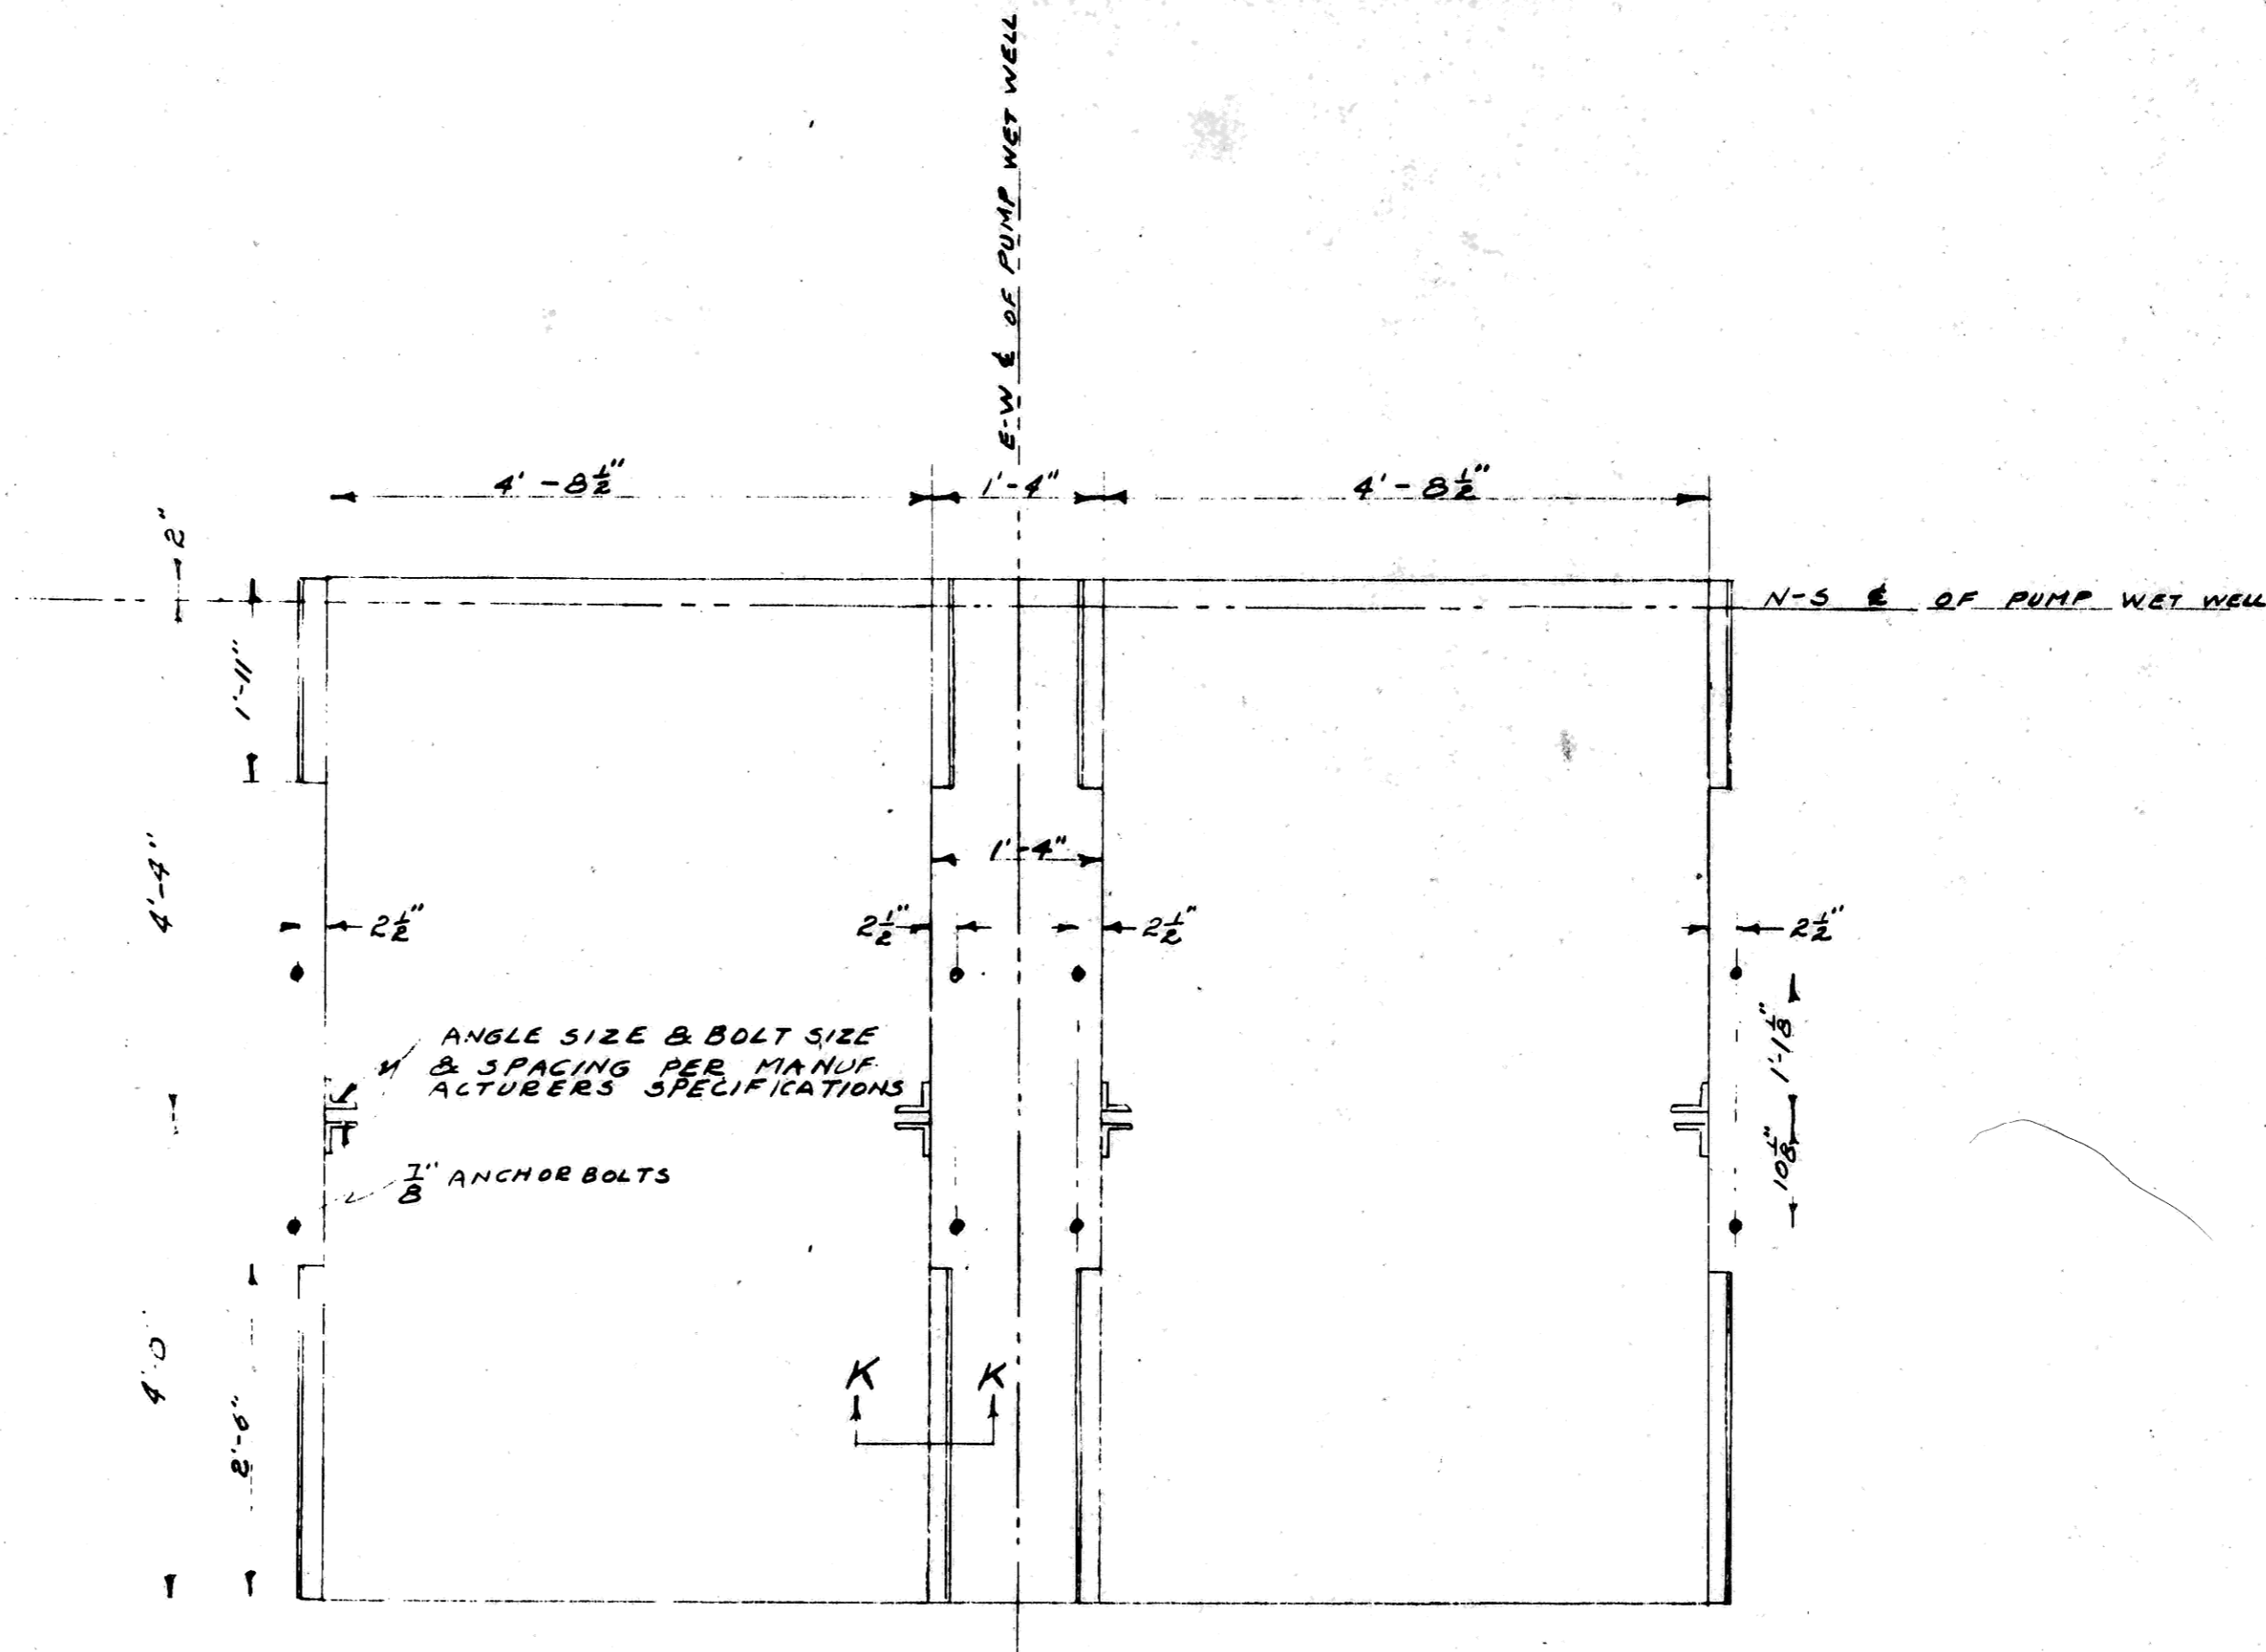 E-W ℄ OF PUMP WET WELL
4'-8½" 1'-4" 4'-8½"
2"
N-S ℄ OF PUMP WET WELL
1'-11"
1'-4"
4'-4"
2½" 2½" 2½" 2½"
1'-1⅛"
ANGLE SIZE & BOLT SIZE
& SPACING PER MANUF-
ACTURERS SPECIFICATIONS
10⅛"
⅞" ANCHOR BOLTS
4'-0
K K
2'-6"